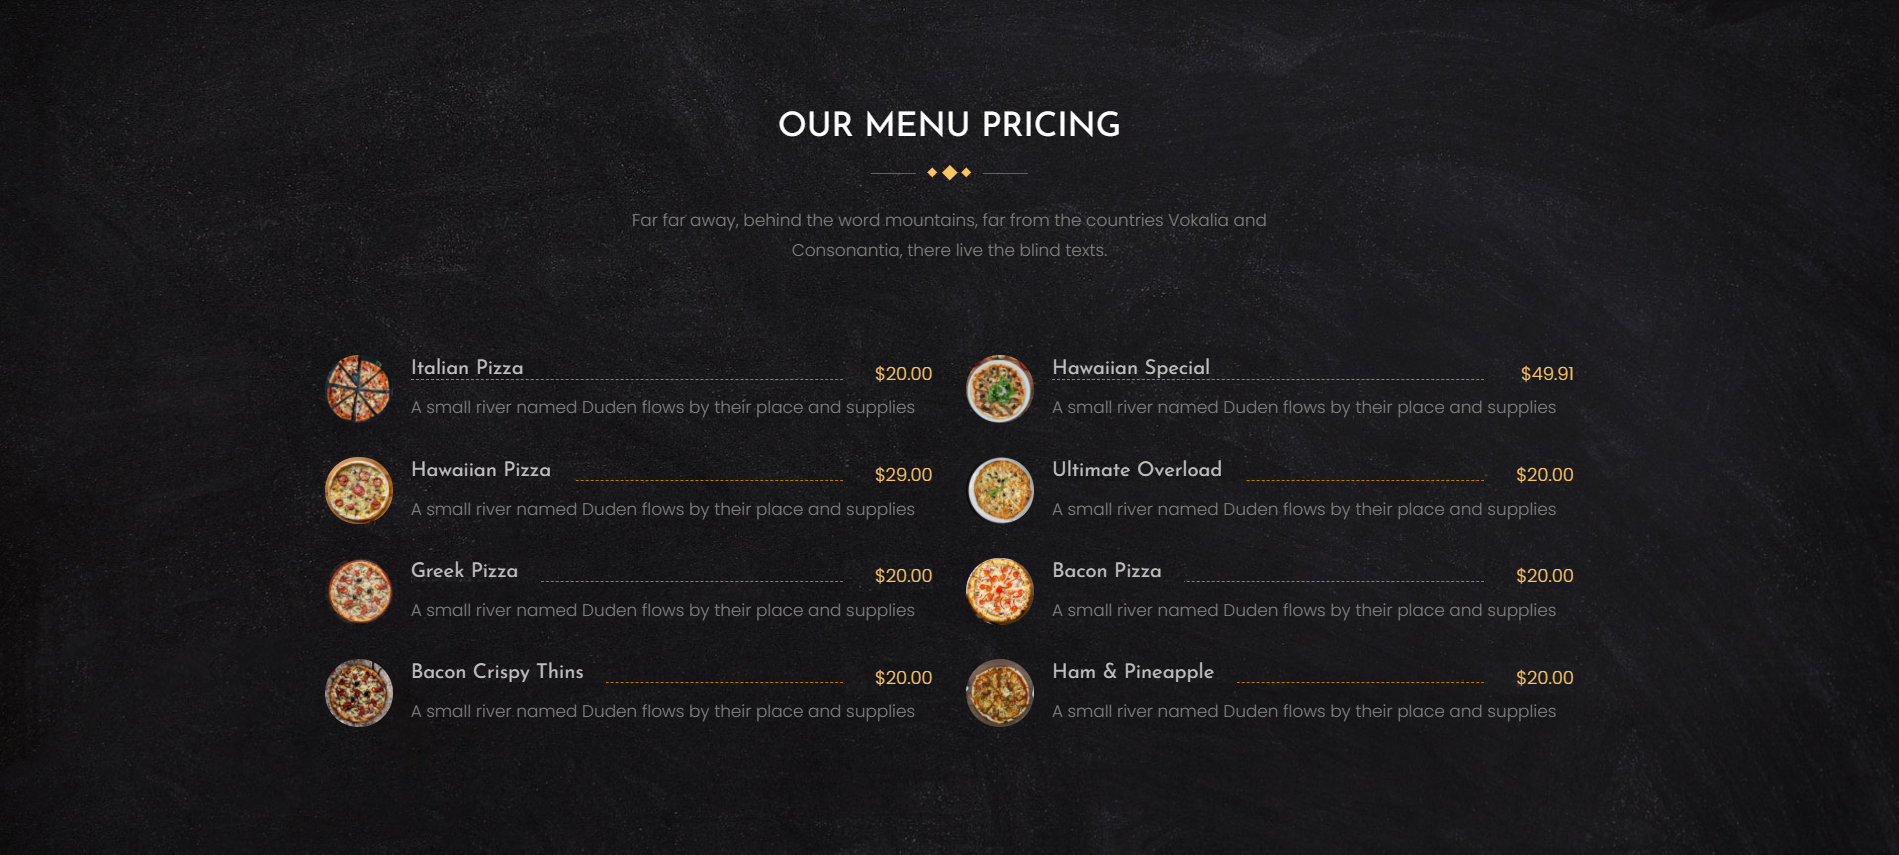 OUR MENU PRICING
Far far away, behind the word mountains, far from the countries Vokalia and
Consonantia, there live the blind texts.
Italian Pizza
$20.00
A small river named Duden flows by their place and supplies
Hawaiian Pizza
$29.00
A small river named Duden flows by their place and supplies
Greek Pizza
$20.00
A small river named Duden flows by their place and supplies
Bacon Crispy Thins
$20.00
A small river named Duden flows by their place and supplies
Hawaiian Special
$49.91
A small river named Duden flows by their place and supplies
Ultimate Overload
$20.00
A small river named Duden flows by their place and supplies
Bacon Pizza
$20.00
A small river named Duden flows by their place and supplies
Ham & Pineapple
$20.00
A small river named Duden flows by their place and supplies